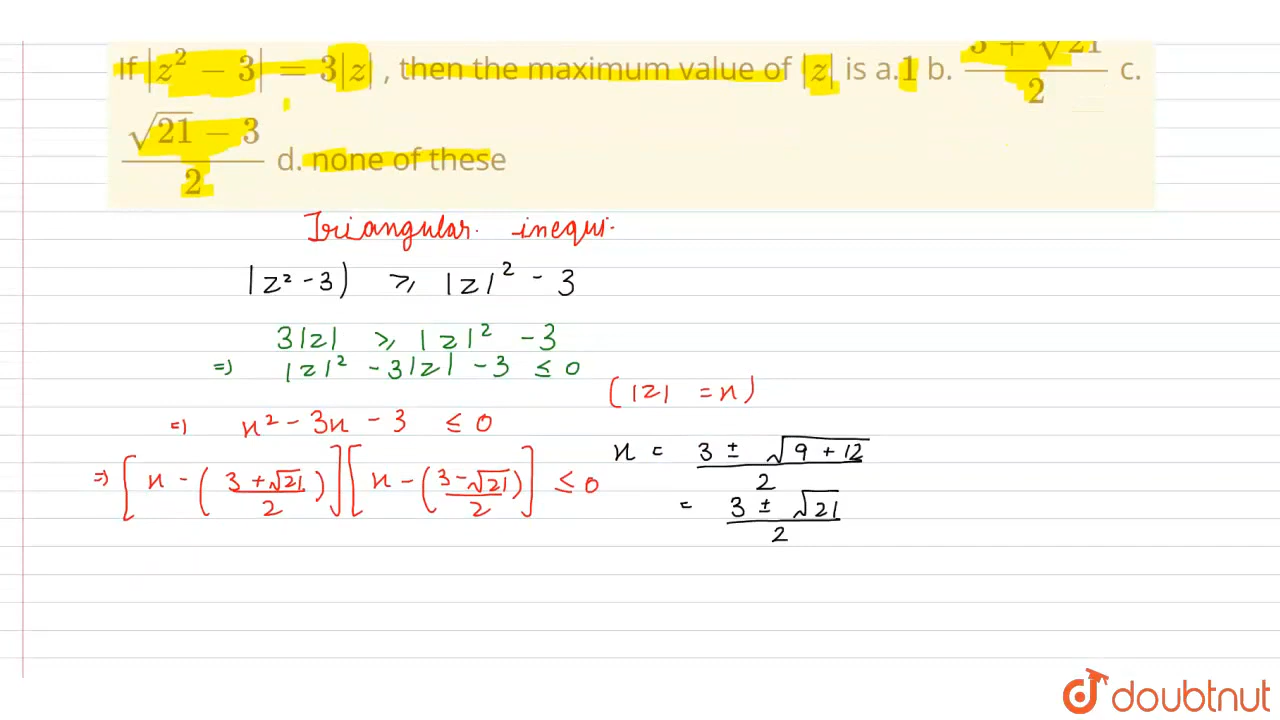 If |z² − 3| = 3|z| , then the maximum value of |z| is a.1 b. (3 + √21)/2 c.
(√21 − 3)/2 d. none of these
Triangular. inequi.
|z² - 3) ≥ |z|² - 3
3|z| ≥ |z|² - 3
=) |z|² - 3|z| - 3 ≤ 0
(|z| = x)
=) x² - 3x - 3 ≤ 0
x = (3 ± √(9 + 12))/2
=) [x - ((3 + √21)/2)] [x - ((3 - √21)/2)] ≤ 0
= (3 ± √21)/2
doubtnut